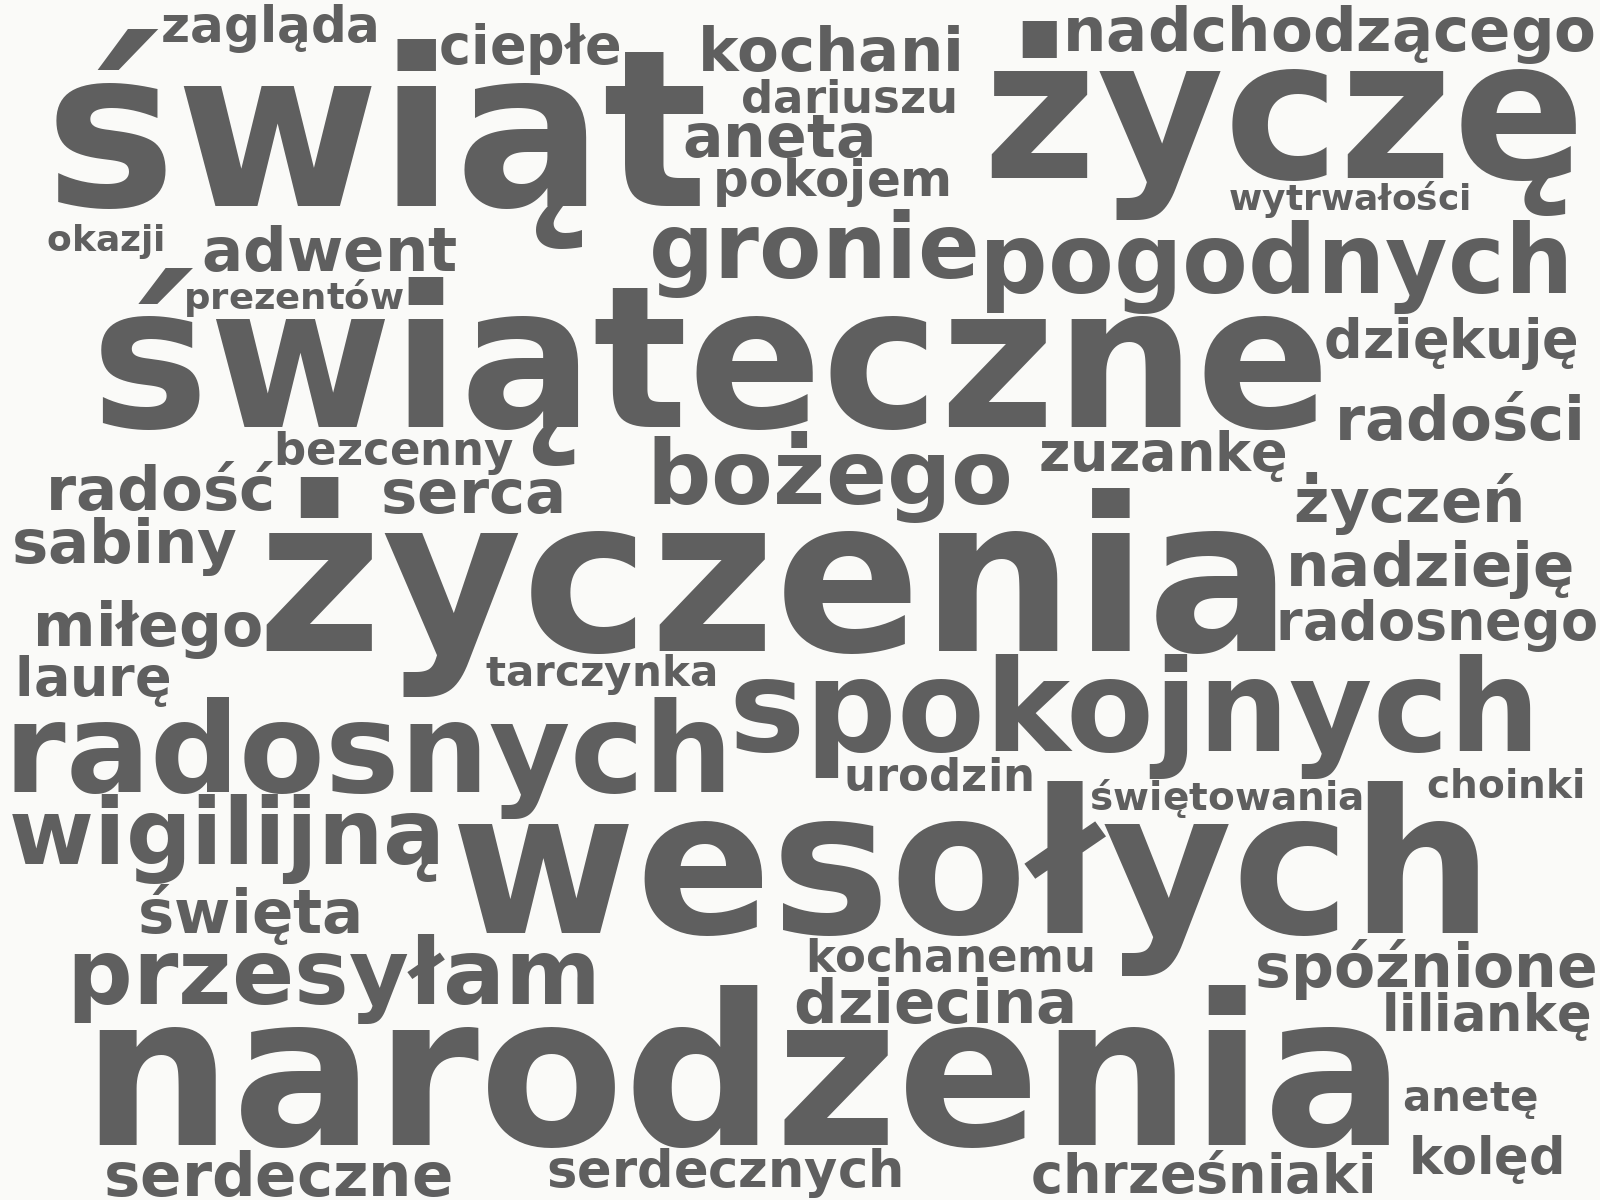 zagląda
ciepłe
kochani
nadchodzącego
świąt
dariuszu
życzę
aneta
pokojem
wytrwałości
okazji
adwent
gronie
pogodnych
prezentów
świąteczne
dziękuję
radości
bezcenny
bożego
zuzankę
radość
serca
życzeń
sabiny
życzenia
nadzieję
miłego
radosnego
laurę
tarczynka
spokojnych
radosnych
urodzin
świętowania
choinki
wigilijną
wesołych
święta
przesyłam
kochanemu
spóźnione
dziecina
liliankę
narodzenia
anetę
kolęd
serdeczne
serdecznych
chrześniaki